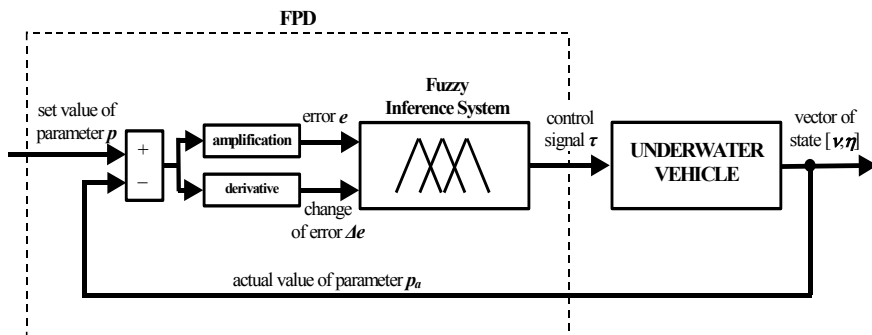 FPD
Fuzzy
Inference System
set value of
parameter p
+
−
amplification
derivative
error e
change
of error Δe
control
signal τ
UNDERWATER
VEHICLE
vector of
state [ν,η]
actual value of parameter pₐ